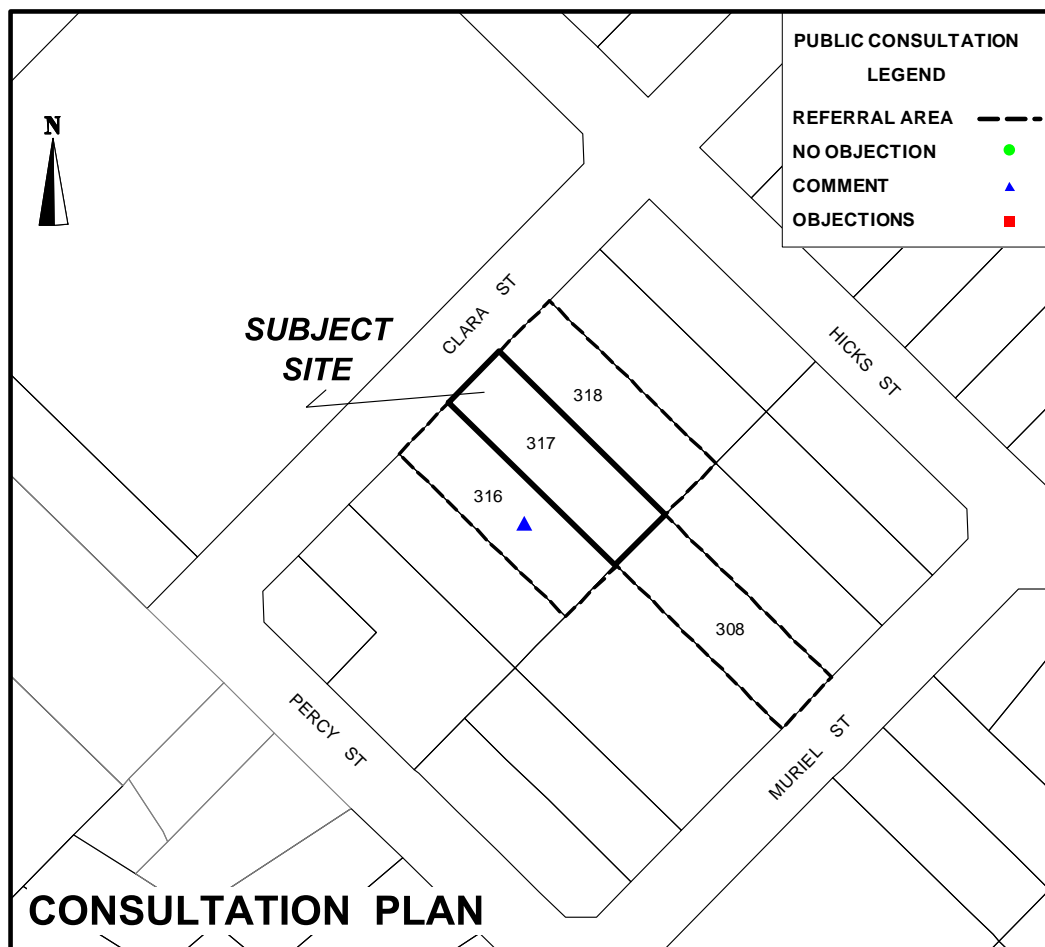 PUBLIC CONSULTATION
LEGEND
REFERRAL AREA
NO OBJECTION
COMMENT
OBJECTIONS
N
CLARA ST
SUBJECT
SITE
HICKS ST
318
317
316
308
PERCY ST
MURIEL ST
CONSULTATION PLAN